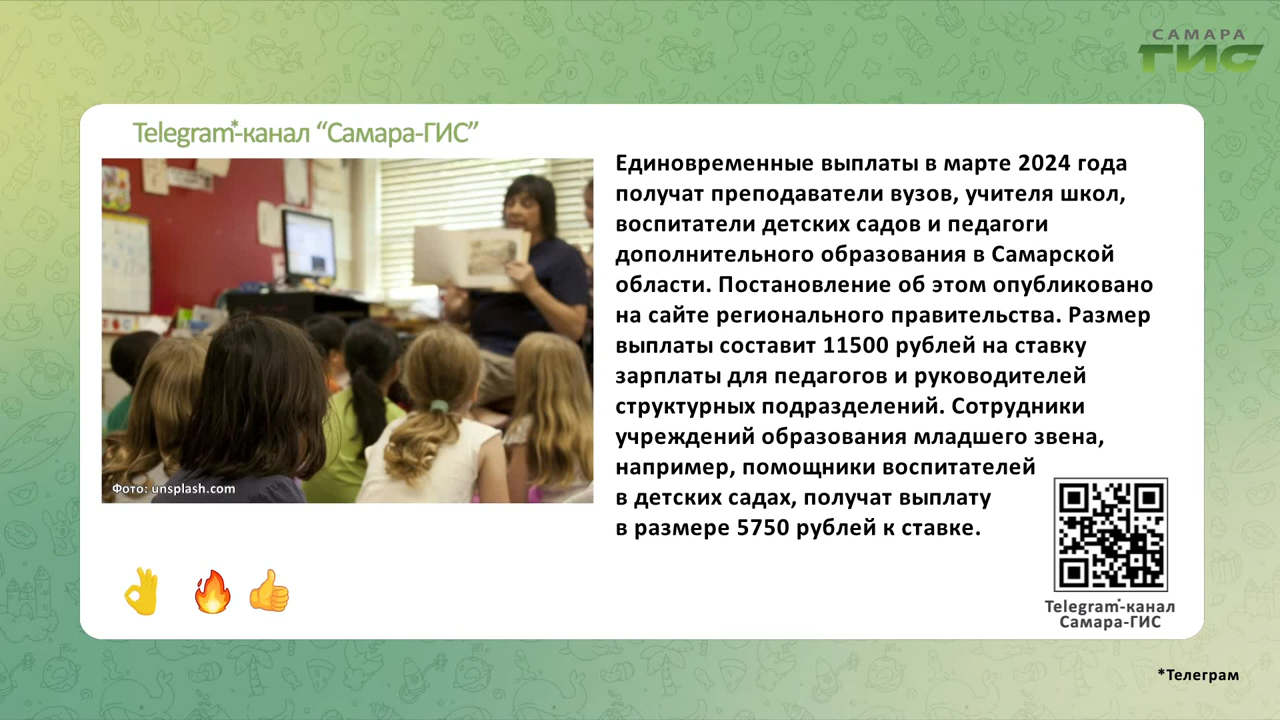 САМАРА
ГИС
Telegram*-канал “Самара-ГИС”
Единовременные выплаты в марте 2024 года
получат преподаватели вузов, учителя школ,
воспитатели детских садов и педагоги
дополнительного образования в Самарской
области. Постановление об этом опубликовано
на сайте регионального правительства. Размер
выплаты составит 11500 рублей на ставку
зарплаты для педагогов и руководителей
структурных подразделений. Сотрудники
учреждений образования младшего звена,
например, помощники воспитателей
в детских садах, получат выплату
в размере 5750 рублей к ставке.
Фото: unsplash.com
Telegram*-канал
Самара-ГИС
*Телеграм